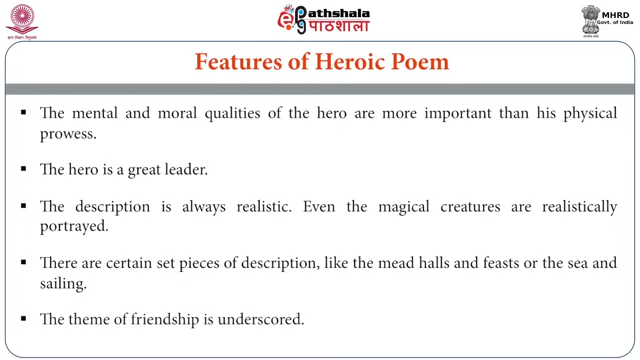 Pathshala
पाठशाला
MHRD
Govt. of India
Features of Heroic Poem
▪ The mental and moral qualities of the hero are more important than his physical
prowess.
▪ The hero is a great leader.
▪ The description is always realistic. Even the magical creatures are realistically
portrayed.
▪ There are certain set pieces of description, like the mead halls and feasts or the sea and
sailing.
▪ The theme of friendship is underscored.